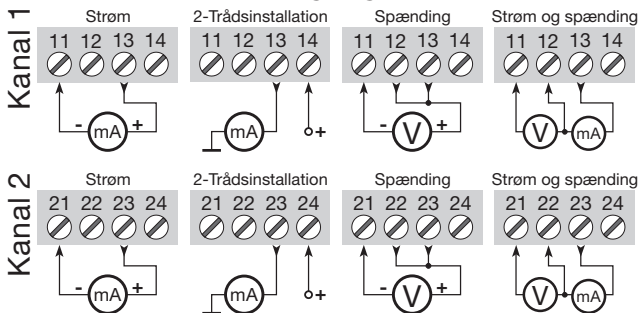 Kanal 1
Strøm
11 12 13 14
- mA +
2-Trådsinstallation
11 12 13 14
mA +
Spænding
11 12 13 14
- V +
Strøm og spænding
11 12 13 14
V mA
Kanal 2
Strøm
21 22 23 24
- mA +
2-Trådsinstallation
21 22 23 24
mA +
Spænding
21 22 23 24
- V +
Strøm og spænding
21 22 23 24
V mA